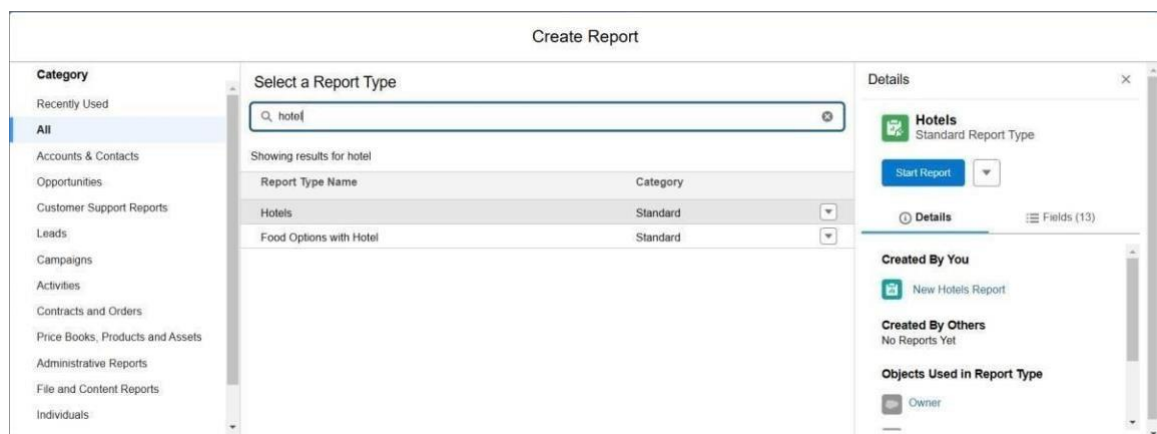 Create Report
Category
Recently Used
All
Accounts & Contacts
Opportunities
Customer Support Reports
Leads
Campaigns
Activities
Contracts and Orders
Price Books, Products and Assets
Administrative Reports
File and Content Reports
Individuals
Select a Report Type
hotel
Showing results for hotel
Report Type Name Category
Hotels Standard
Food Options with Hotel Standard
Details
Hotels
Standard Report Type
Start Report
Details Fields (13)
Created By You
New Hotels Report
Created By Others
No Reports Yet
Objects Used in Report Type
Owner